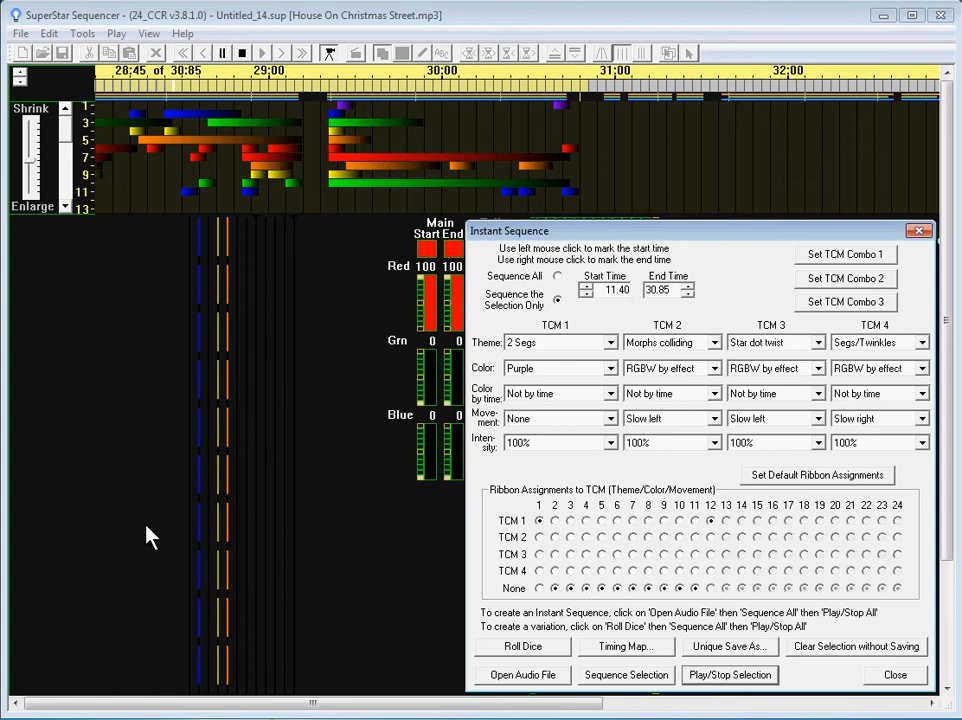 SuperStar Sequencer - (24_CCR v3.8.1.0) - Untitled_14.sup [House On Christmas Street.mp3]
File Edit Tools Play View Help
ABC
28:45 of 30:85 29:00 30:00 31:00 32:00
Shrink
Enlarge
1
3
5
7
9
11
13
Main
Start End
Red 100 100
Grn 0 0
Blue 0 0
Instant Sequence
Use left mouse click to mark the start time
Use right mouse click to mark the end time
Sequence All
Sequence the
Selection Only
Start Time End Time
11.40 30.85
Set TCM Combo 1
Set TCM Combo 2
Set TCM Combo 3
TCM 1 TCM 2 TCM 3 TCM 4
Theme: 2 Segs Morphs colliding Star dot twist Segs/Twinkles
Color: Purple RGBW by effect RGBW by effect RGBW by effect
Color
by time: Not by time Not by time Not by time Not by time
Move-
ment: None Slow left Slow left Slow right
Inten-
sity: 100% 100% 100% 100%
Set Default Ribbon Assignments
Ribbon Assignments to TCM (Theme/Color/Movement)
1 2 3 4 5 6 7 8 9 10 11 12 13 14 15 16 17 18 19 20 21 22 23 24
TCM 1
TCM 2
TCM 3
TCM 4
None
To create an Instant Sequence, click on 'Open Audio File' then 'Sequence All' then 'Play/Stop All'
To create a variation, click on 'Roll Dice' then 'Sequence All' then 'Play/Stop All'
Roll Dice Timing Map... Unique Save As... Clear Selection without Saving
Open Audio File Sequence Selection Play/Stop Selection Close